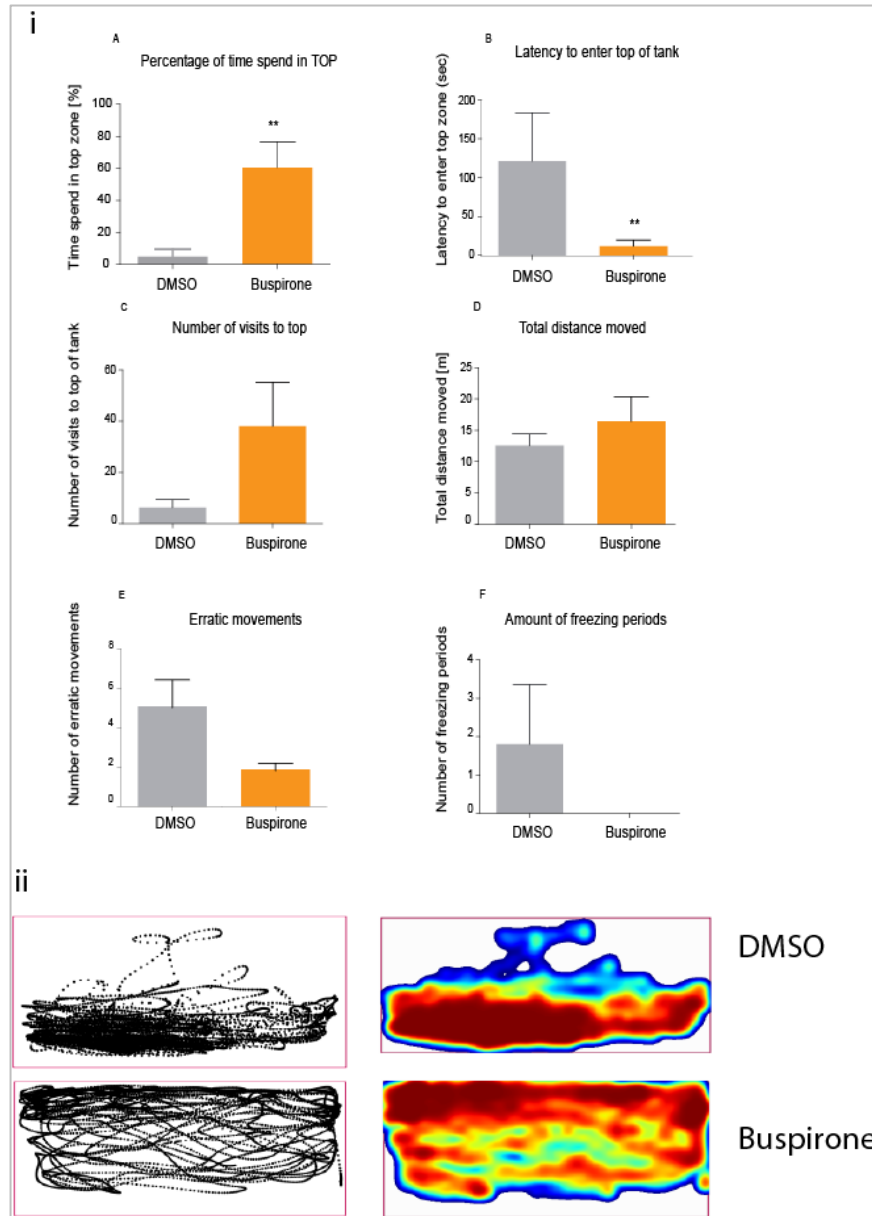 i
A
Percentage of time spend in TOP
Time spend in top zone [%]
100
80
60
40
20
0
**
DMSO
Buspirone
B
Latency to enter top of tank
Latency to enter top zone (sec)
200
150
100
50
0
**
DMSO
Buspirone
C
Number of visits to top
Number of visits to top of tank
60
40
20
0
DMSO
Buspirone
D
Total distance moved
Total distance moved [m]
25
20
15
10
5
0
DMSO
Buspirone
E
Erratic movements
Number of erratic movements
8
6
4
2
0
DMSO
Buspirone
F
Amount of freezing periods
Number of freezing periods
4
3
2
1
0
DMSO
Buspirone
ii
DMSO
Buspirone